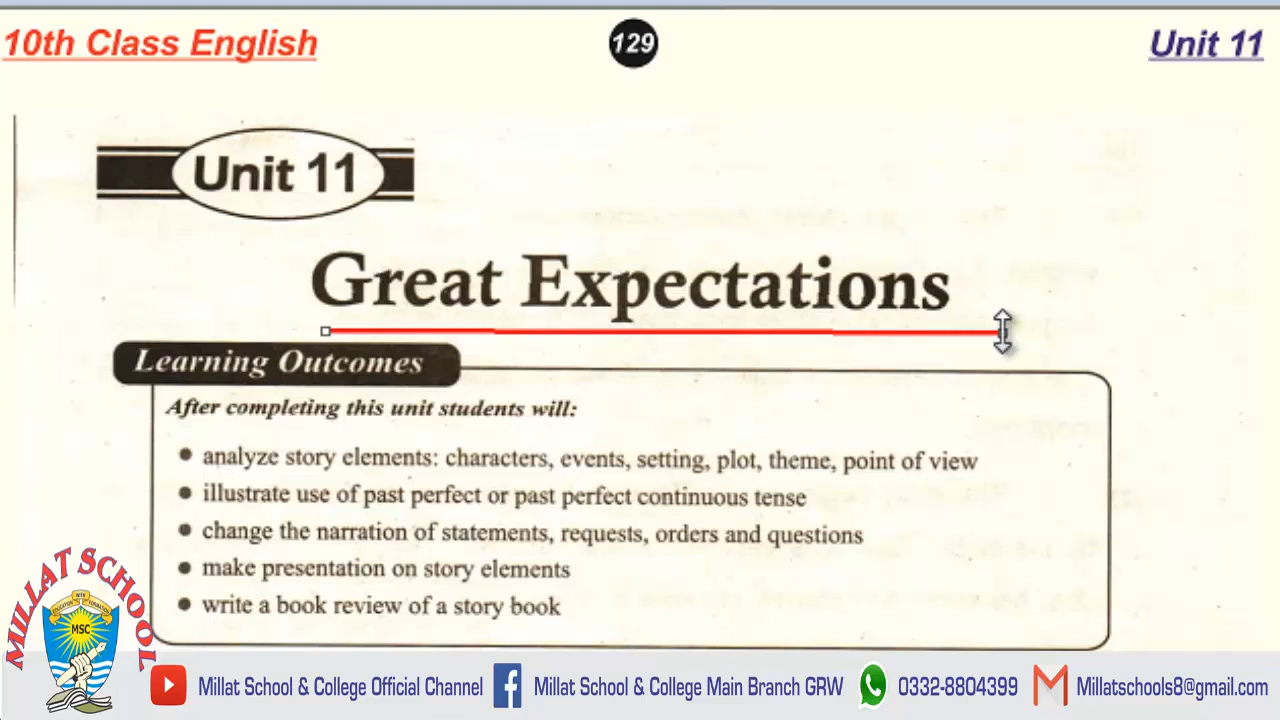 10th Class English
129
Unit 11
Unit 11
Great Expectations
Learning Outcomes
After completing this unit students will:
● analyze story elements: characters, events, setting, plot, theme, point of view
● illustrate use of past perfect or past perfect continuous tense
● change the narration of statements, requests, orders and questions
● make presentation on story elements
● write a book review of a story book
MILLAT SCHOOL
MSC
Millat School & College Official Channel
Millat School & College Main Branch GRW
0332-8804399
Millatschools8@gmail.com